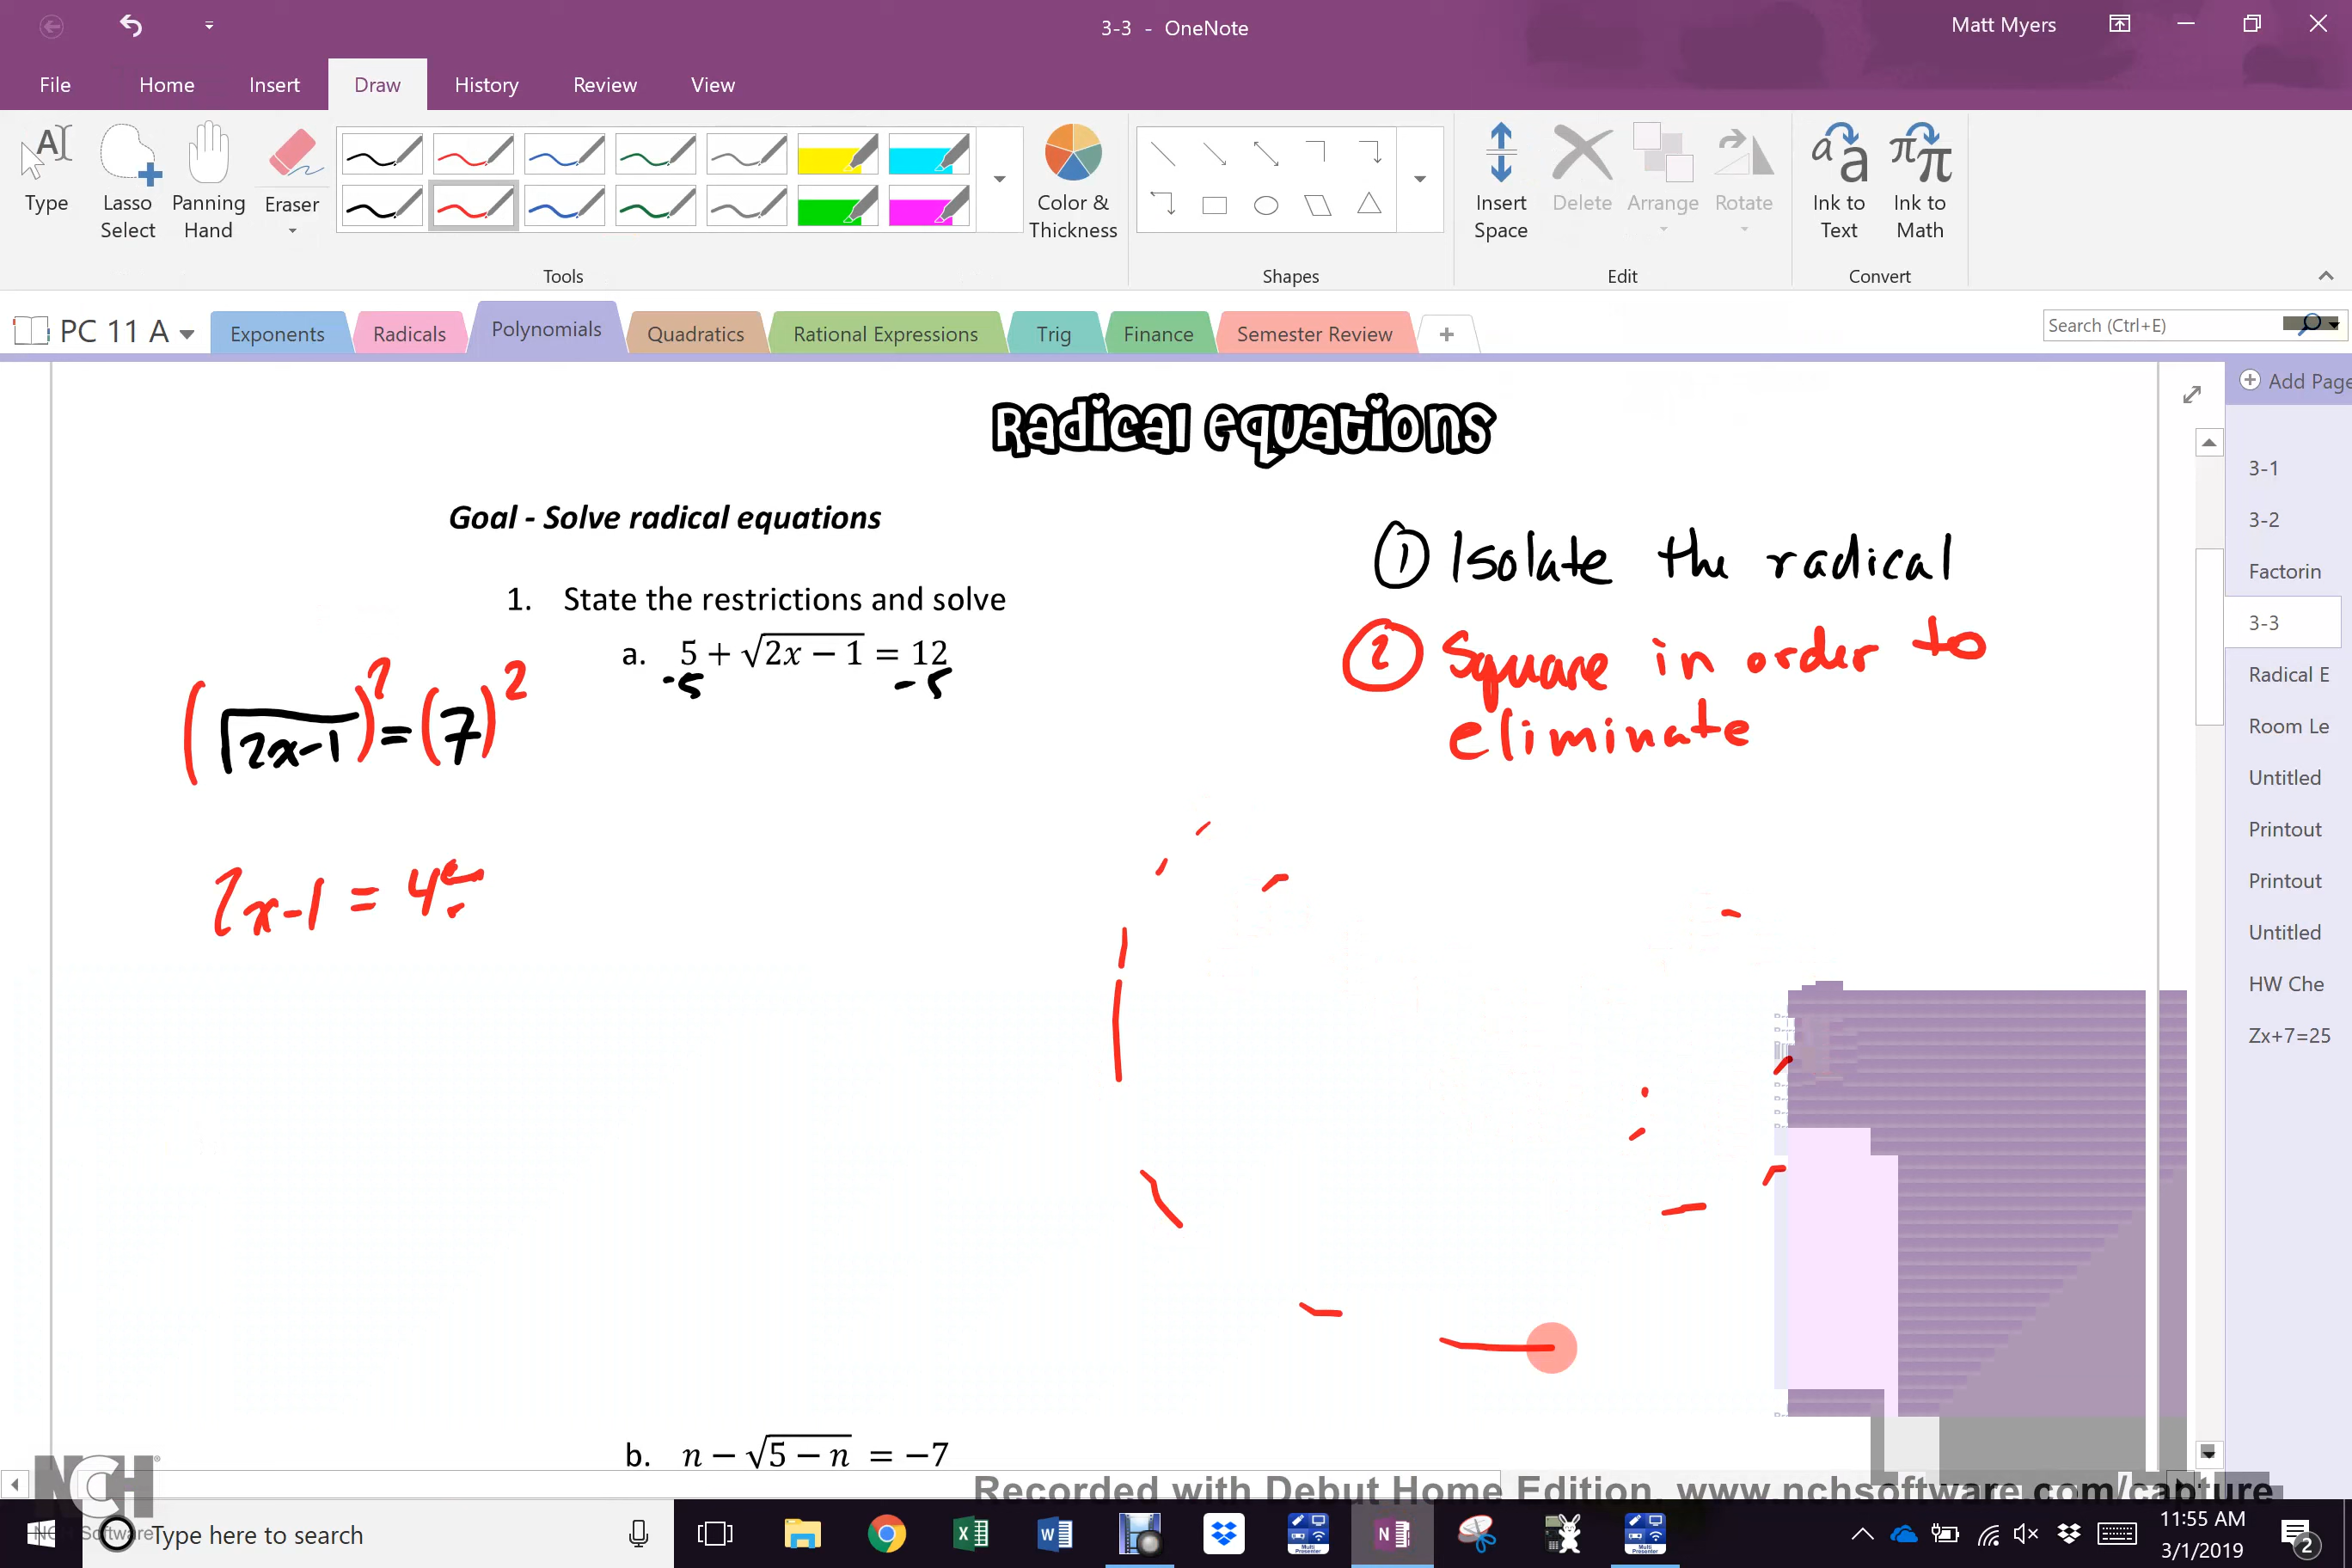 3-3 - OneNote
Matt Myers
File Home Insert Draw History Review View
Type
Lasso Select
Panning Hand
Eraser
Color & Thickness
Insert Space
Delete
Arrange
Rotate
Ink to Text
Ink to Math
Tools
Shapes
Edit
Convert
PC 11 A
Exponents Radicals Polynomials Quadratics Rational Expressions Trig Finance Semester Review
Search (Ctrl+E)
Add Page
3-1
3-2
Factorin
3-3
Radical E
Room Le
Untitled
Printout
Printout
Untitled
HW Che
Zx+7=25
Radical equations
Goal - Solve radical equations
① Isolate the radical
1. State the restrictions and solve
a. 5 + √(2x − 1) = 12
-5 -5
② Square in order to
eliminate
(√(2x-1))² = (7)²
2x-1 =
b. n − √(5 − n) = −7
NCH
Recorded with Debut Home Edition. www.nchsoftware.com/capture
Type here to search
11:55 AM
3/1/2019
2